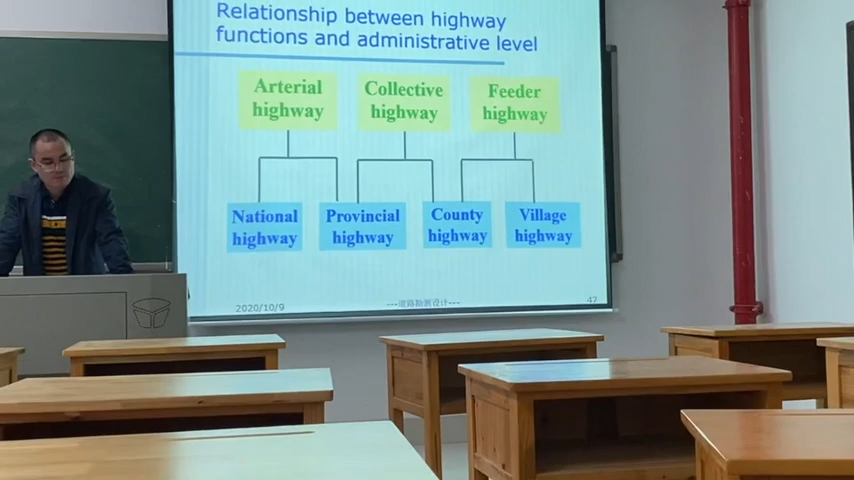 Relationship between highway
functions and administrative level
Arterial
highway
Collective
highway
Feeder
highway
National
highway
Provincial
highway
County
highway
Village
highway
2020/10/9
---道路勘测设计---
47